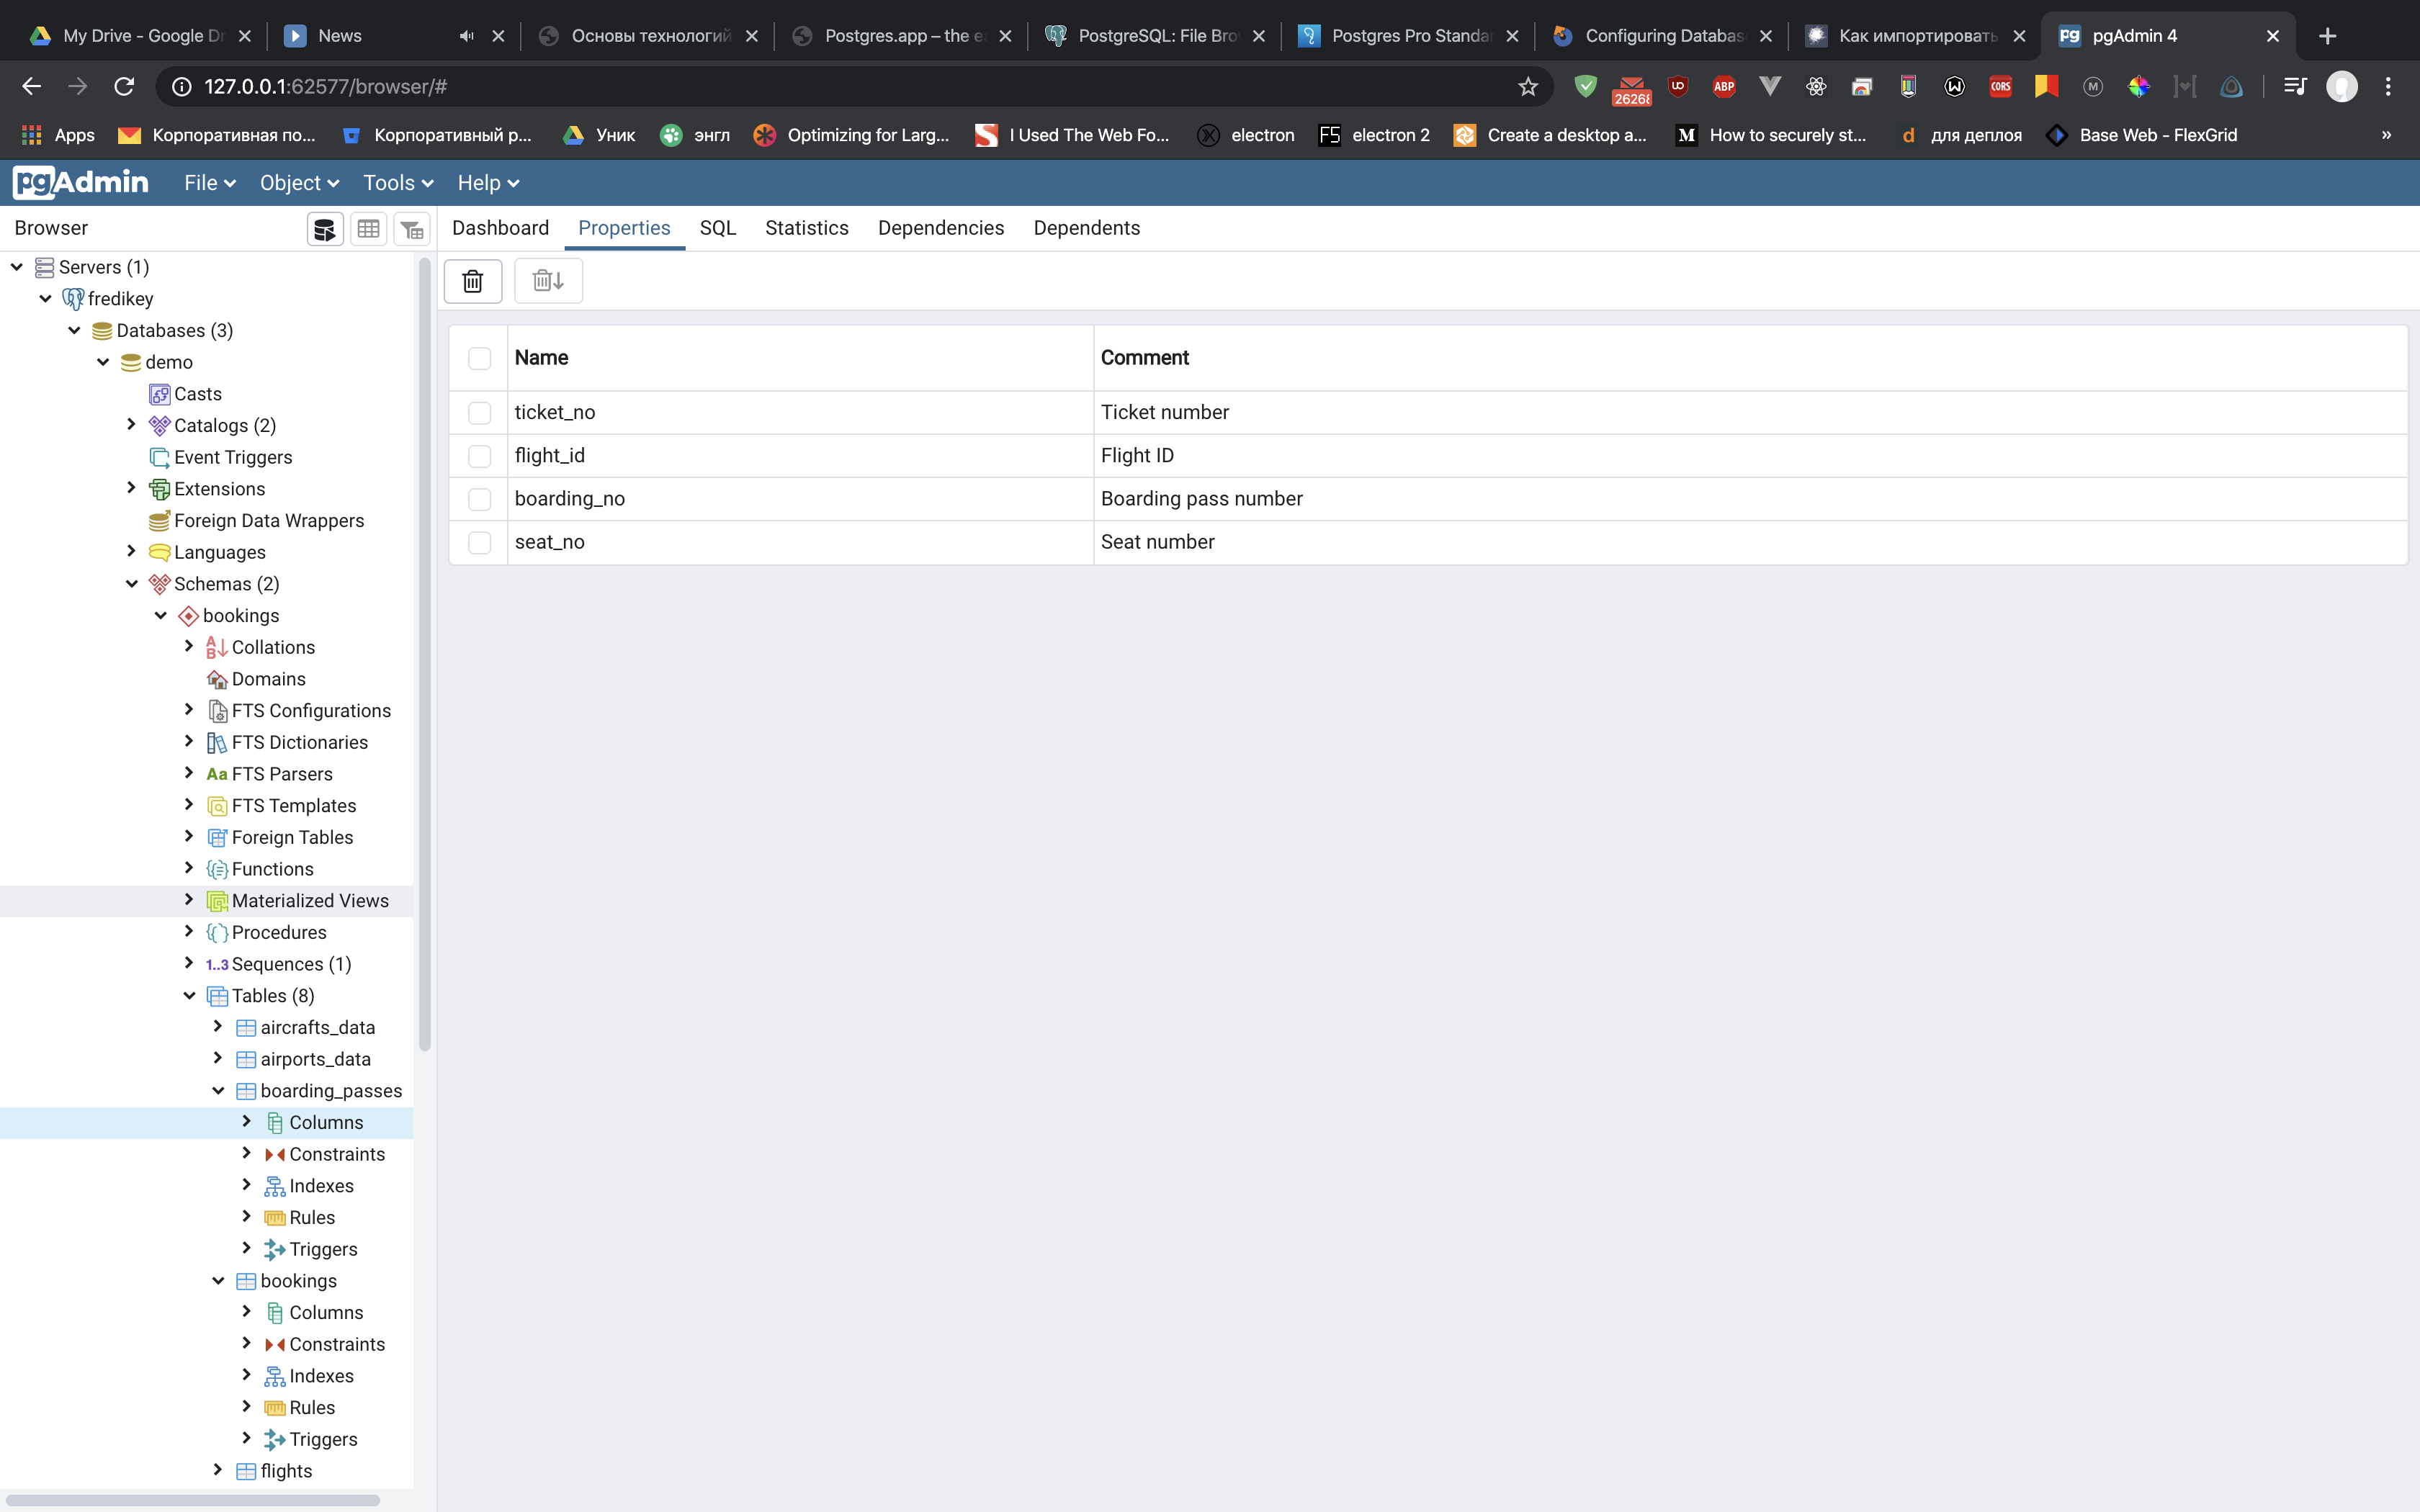 My Drive - Google Dr
News
Основы технологий
Postgres.app – the e
PostgreSQL: File Bro
Postgres Pro Standa
Configuring Databas
Как импортировать
pgAdmin 4
127.0.0.1:62577/browser/#
26268
UD
ABP
CORS
M
Apps
Корпоративная по...
Корпоративный р...
Уник
энгл
Optimizing for Larg...
I Used The Web Fo...
electron
electron 2
Create a desktop a...
How to securely st...
для деплоя
Base Web - FlexGrid
»
pgAdmin
File
Object
Tools
Help
Browser
Dashboard
Properties
SQL
Statistics
Dependencies
Dependents
Servers (1)
fredikey
Databases (3)
demo
Casts
Catalogs (2)
Event Triggers
Extensions
Foreign Data Wrappers
Languages
Schemas (2)
bookings
Collations
Domains
FTS Configurations
FTS Dictionaries
Aa FTS Parsers
FTS Templates
Foreign Tables
Functions
Materialized Views
Procedures
1..3 Sequences (1)
Tables (8)
aircrafts_data
airports_data
boarding_passes
Columns
Constraints
Indexes
Rules
Triggers
bookings
Columns
Constraints
Indexes
Rules
Triggers
flights
Name Comment
ticket_no Ticket number
flight_id Flight ID
boarding_no Boarding pass number
seat_no Seat number